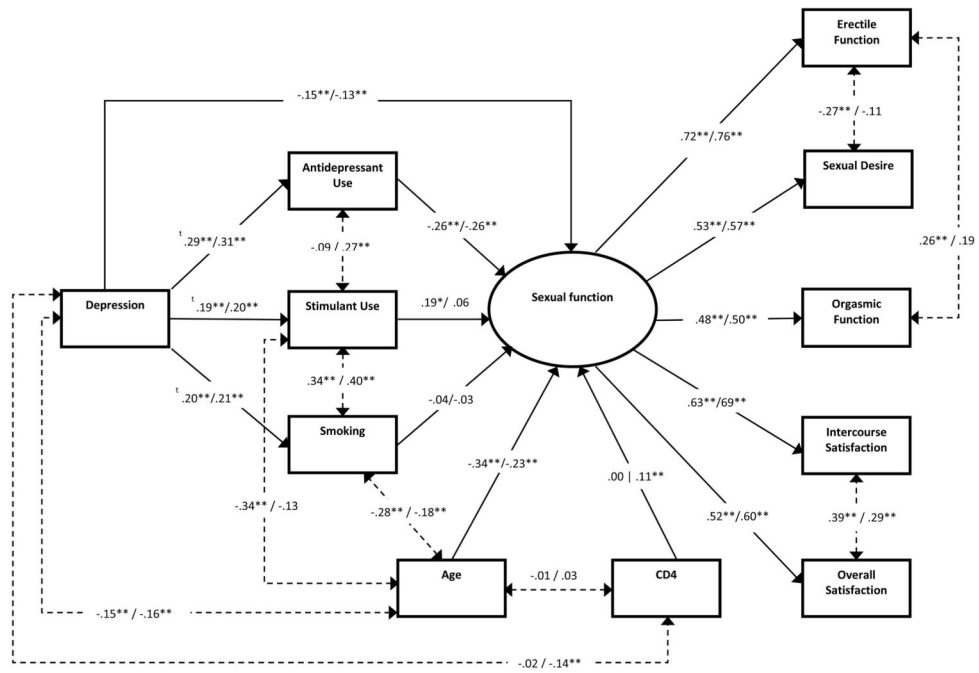 Erectile
Function
-.15**/-.13**
-.27** / -.11
.72**/.76**
Antidepressant
Use
Sexual Desire
-.26**/-.26**
.53**/.57**
t .29**/.31**
-.09 / .27**
.26** / .19
Depression
Stimulant Use
Sexual function
Orgasmic
Function
t .19**/.20**
.19*/ .06
.48**/.50**
.34** / .40**
t .20**/.21**
-.04/-.03
.63**/69**
Smoking
Intercourse
Satisfaction
-.34**/-.23**
.00 | .11**
-.34** / -.13
-.28** / -.18**
.52**/.60**
.39** / .29**
Age
-.01 / .03
CD4
Overall
Satisfaction
-.15** / -.16**
-.02 / -.14**